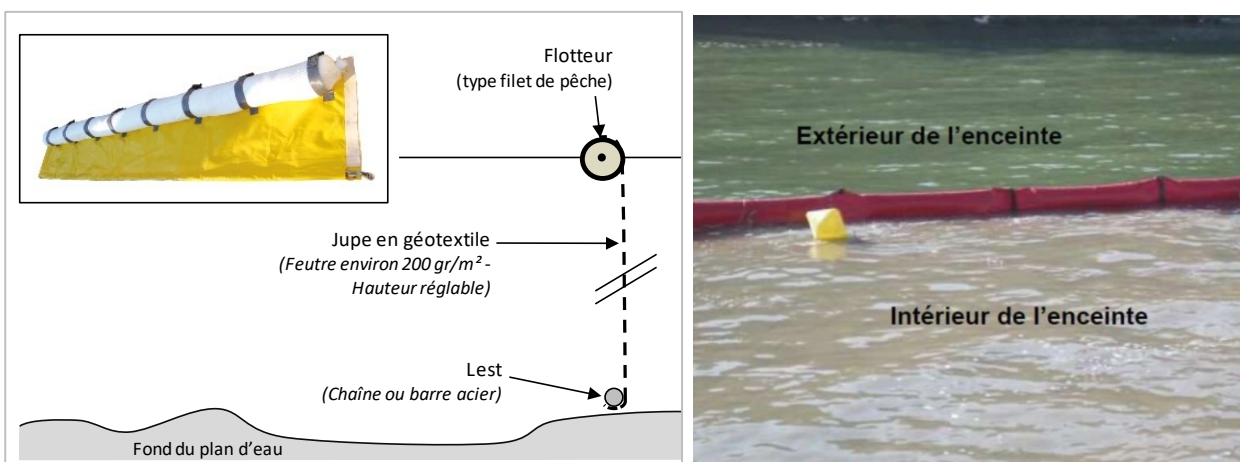 Flotteur
(type filet de pêche)
Jupe en géotextile
(Feutre environ 200 gr/m² -
Hauteur réglable)
Lest
(Chaîne ou barre acier)
Fond du plan d’eau
Extérieur de l’enceinte
Intérieur de l’enceinte